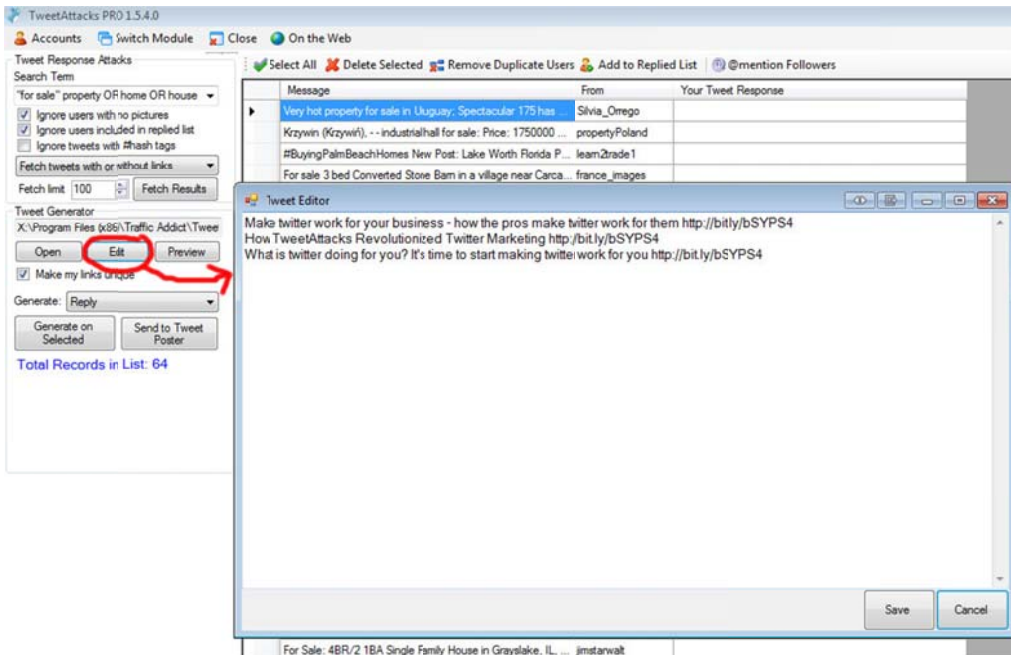 TweetAttacks PRO 1.5.4.0
Accounts Switch Module Close On the Web
Tweet Response Attacks
Search Term
"for sale" property OR home OR house
Ignore users with no pictures
Ignore users included in replied list
Ignore tweets with #hash tags
Fetch tweets with or without links
Fetch limit 100 Fetch Results
Tweet Generator
X:\Program Files (x86)\Traffic Addict\Twee
Open Edit Preview
Make my links unique
Generate: Reply
Generate on Selected
Send to Tweet Poster
Total Records in List: 64
Select All Delete Selected Remove Duplicate Users Add to Replied List @mention Followers
Message From Your Tweet Response
Very hot property for sale in Uruguay; Spectacular 175 has ... Silvia_Orrego
Krzywin (Krzywiń), - - industrial hall for sale: Price: 1750000 ... propertyPoland
#BuyingPalmBeachHomes New Post: Lake Worth Florida P... learn2trade1
For sale 3 bed Converted Stone Barn in a village near Carca... france_images
Tweet Editor
Make twitter work for your business - how the pros make twitter work for them http://bitly/bSYPS4
How TweetAttacks Revolutionized Twitter Marketing http:/bit.ly/bSYPS4
What is twitter doing for you? It's time to start making twitter work for you http://bit.ly/bSYPS4
Save Cancel
For Sale: 4BR/2 1BA Single Family House in Grayslake, IL, ... jmstarwalt